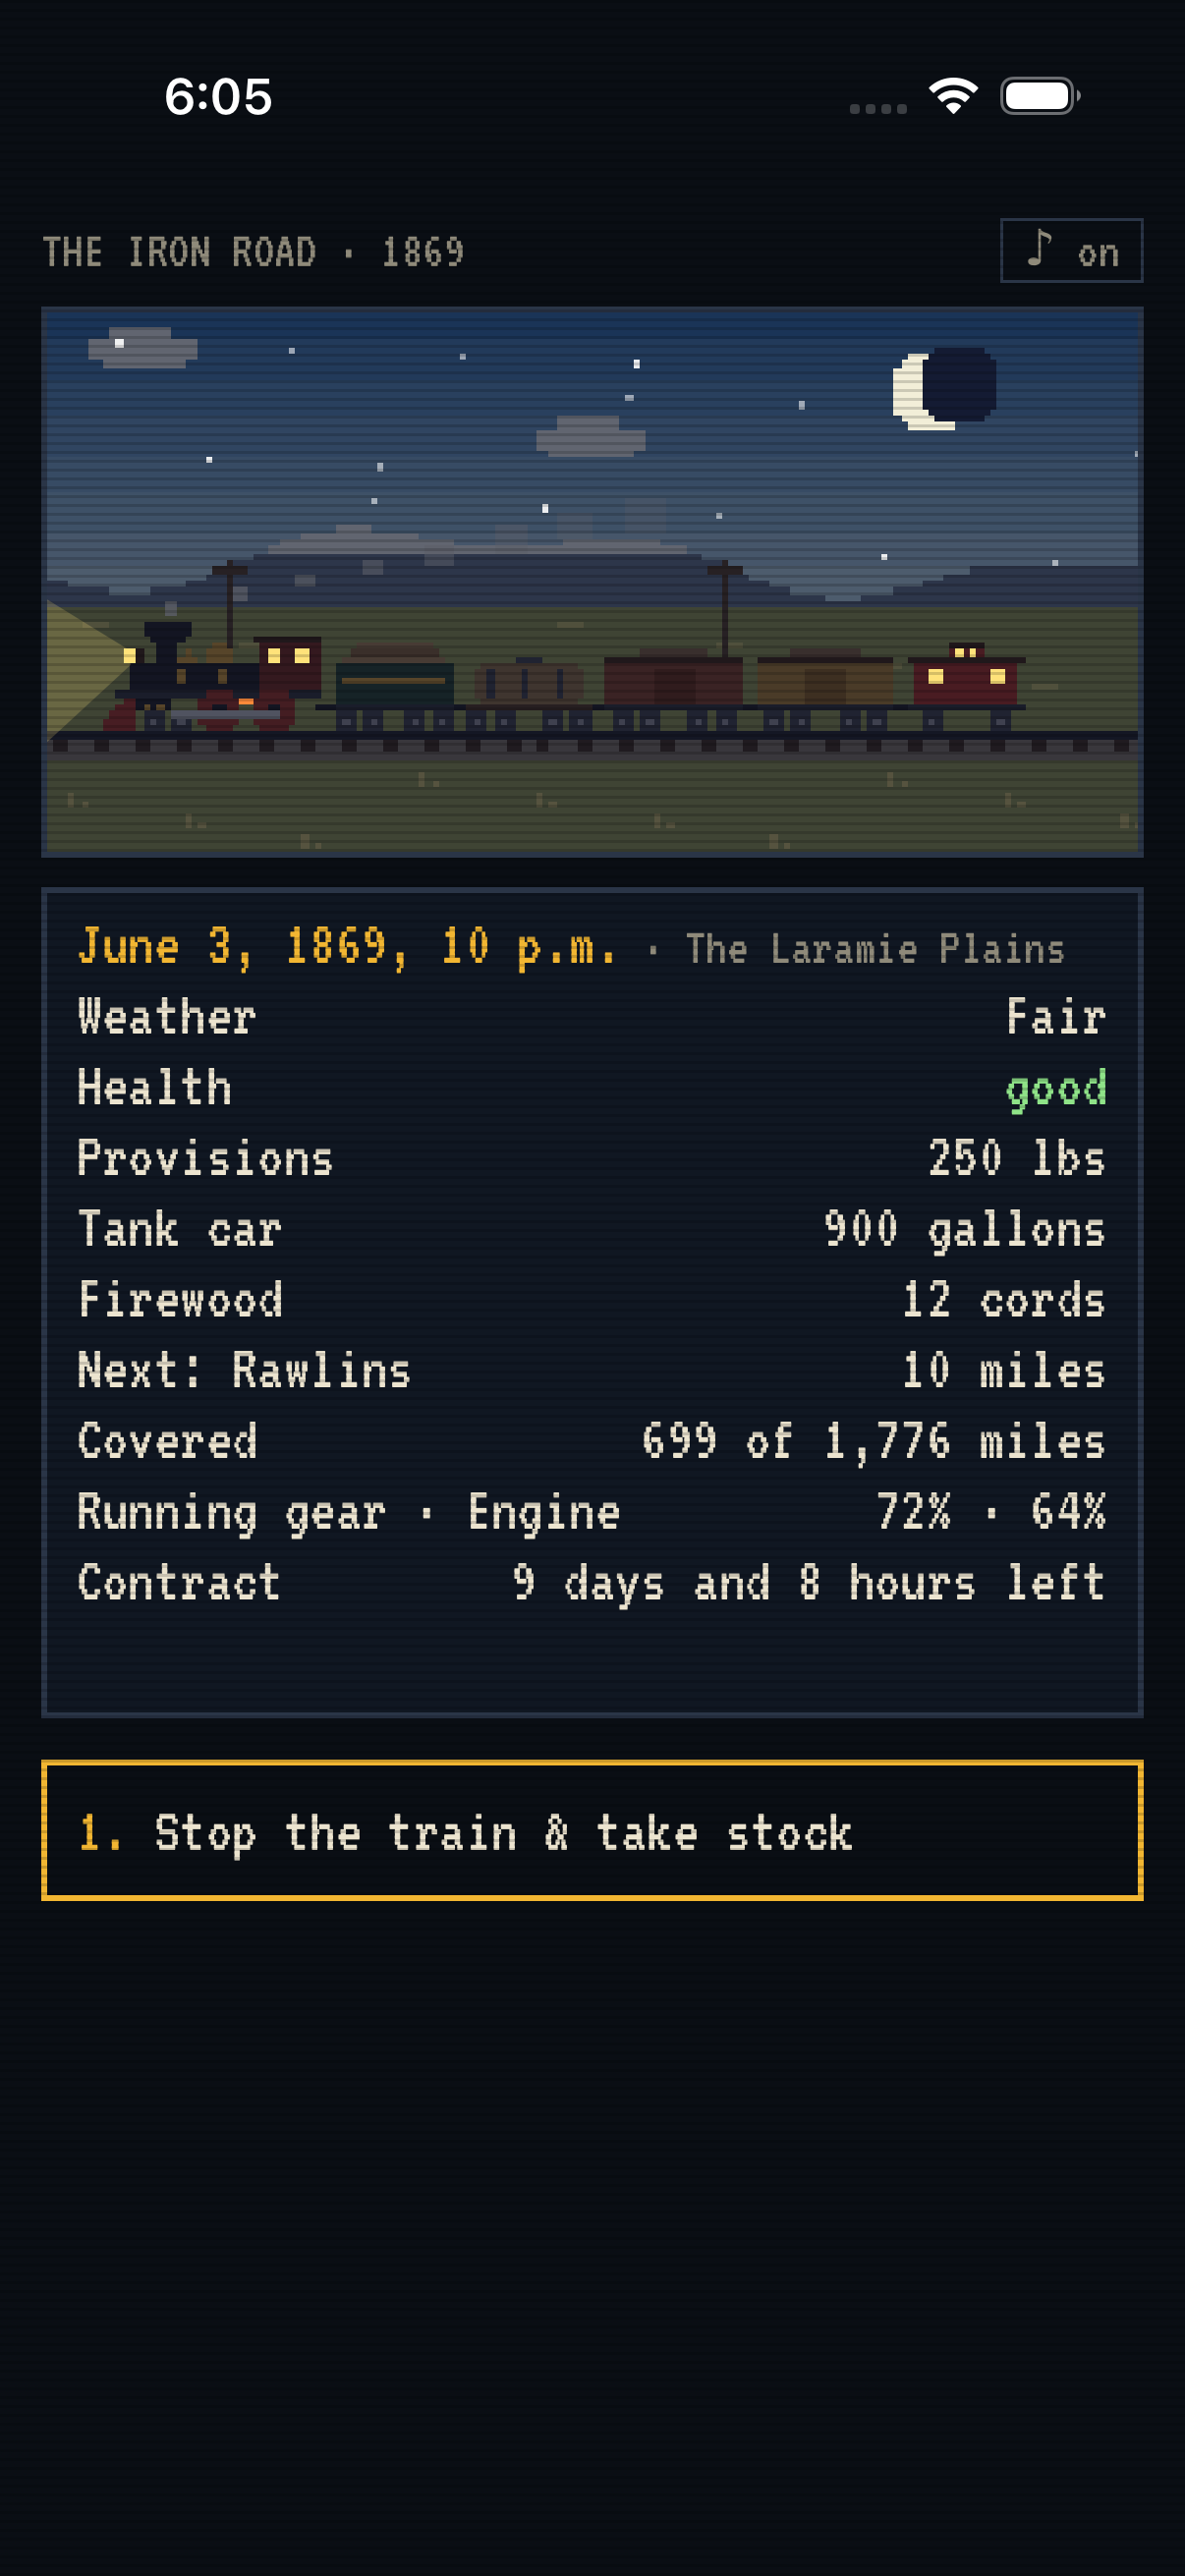 6:05
THE IRON ROAD · 1869 ♪ on
June 3, 1869, 10 p.m. · The Laramie Plains
Weather Fair
Health good
Provisions 250 lbs
Tank car 900 gallons
Firewood 12 cords
Next: Rawlins 10 miles
Covered 699 of 1,776 miles
Running gear · Engine 72% · 64%
Contract 9 days and 8 hours left
1. Stop the train & take stock